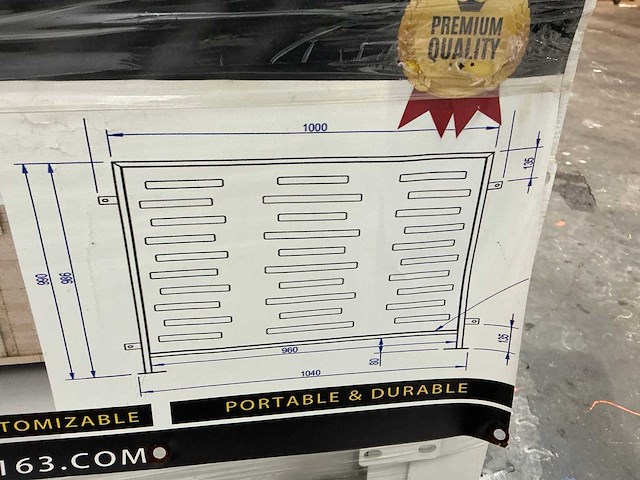 PREMIUM
QUALITY
1000
135
990
986
960
80
135
1040
TOMIZABLE
PORTABLE & DURABLE
163.COM